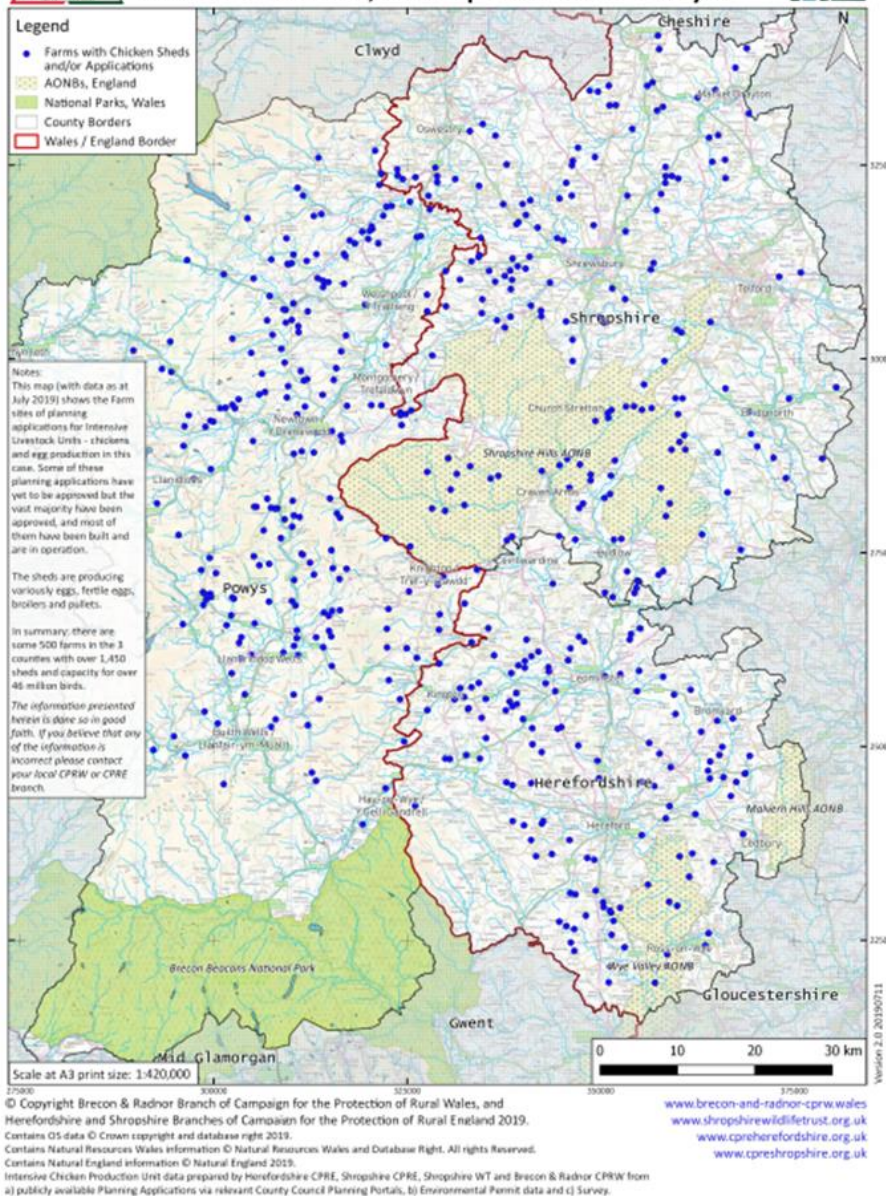 Legend
Farms with Chicken Sheds
and/or Applications
AONBs, England
National Parks, Wales
County Borders
Wales / England Border
Cheshire
N
Clwyd
Market Drayton
Oswestry
Shrewsbury
Telford
Welshpool /
Shropshire
Montgomery /
Trefaldwyn
Church Stretton
Newtown /
Shropshire Hills AONB
Llanidloes
Craven Arms
Ludlow
Knighton /
Tref-y-Clawdd
Powys
Llandrindod Wells
Leominster
Kington
Bromyard
Builth Wells /
Llanfair-ym-Muallt
Herefordshire
Malvern Hills AONB
Hay-on-Wye /
Y Gelli Gandryll
Hereford
Ledbury
Ross-on-Wye
Wye Valley AONB
Brecon Beacons National Park
Gloucestershire
Gwent
Mid Glamorgan
Notes:
This map (with data as at
July 2019) shows the Farm
sites of planning
applications for Intensive
Livestock Units - chickens
and egg production in this
case. Some of these
planning applications have
yet to be approved but the
vast majority have been
approved, and most of
them have been built and
are in operation.
The sheds are producing
variously eggs, fertile eggs,
broilers and pullets.
In summary: there are
some 500 farms in the 3
counties with over 1,450
sheds and capacity for over
46 million birds.
The information presented
herein is done so in good
faith. If you believe that any
of the information is
incorrect please contact
your local CPRW or CPRE
branch.
0 10 20 30 km
Scale at A3 print size: 1:420,000
Version 2.0 20190711
275000 300000 325000 350000 375000
© Copyright Brecon & Radnor Branch of Campaign for the Protection of Rural Wales, and
Herefordshire and Shropshire Branches of Campaign for the Protection of Rural England 2019.
Contains OS data © Crown copyright and database right 2019.
Contains Natural Resources Wales information © Natural Resources Wales and Database Right. All rights Reserved.
Contains Natural England information © Natural England 2019.
Intensive Chicken Production Unit data prepared by Herefordshire CPRE, Shropshire CPRE, Shropshire WT and Brecon & Radnor CPRW from
a) publicly available Planning Applications via relevant County Council Planning Portals, b) Environmental Permit data and c) Survey.
www.brecon-and-radnor-cprw.wales
www.shropshirewildlifetrust.org.uk
www.cpreherefordshire.org.uk
www.cpreshropshire.org.uk